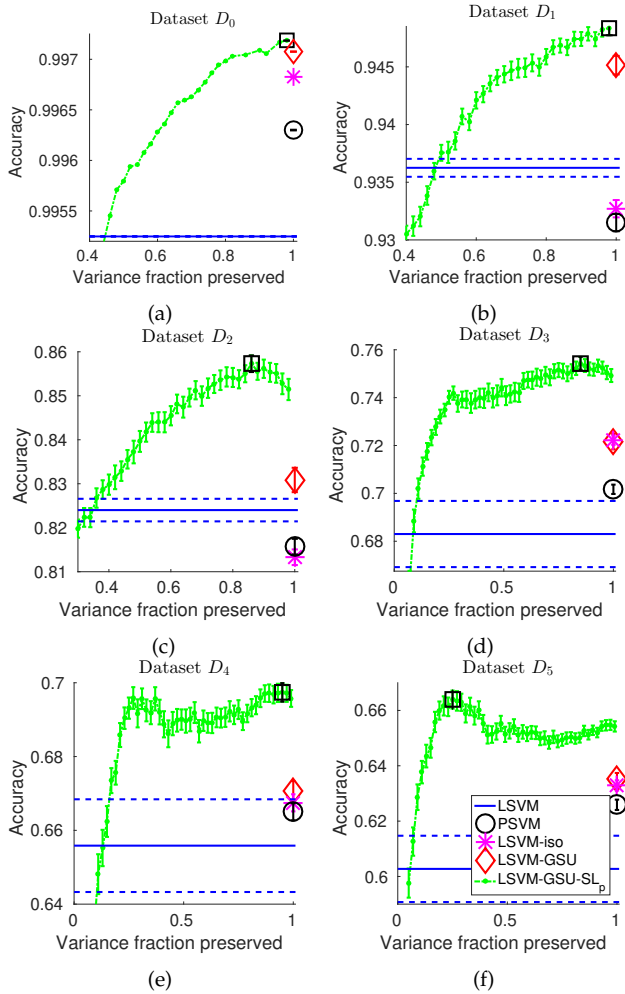 Dataset D0
Accuracy
0.997
0.9965
0.996
0.9955
0.4 0.6 0.8 1
Variance fraction preserved
(a)
Dataset D1
Accuracy
0.945
0.94
0.935
0.93
0.4 0.6 0.8 1
Variance fraction preserved
(b)
Dataset D2
Accuracy
0.86
0.85
0.84
0.83
0.82
0.81
0.4 0.6 0.8 1
Variance fraction preserved
(c)
Dataset D3
Accuracy
0.76
0.74
0.72
0.7
0.68
0 0.5 1
Variance fraction preserved
(d)
Dataset D4
Accuracy
0.7
0.68
0.66
0.64
0 0.5 1
Variance fraction preserved
(e)
Dataset D5
Accuracy
0.66
0.64
0.62
0.6
LSVM
PSVM
LSVM-iso
LSVM-GSU
LSVM-GSU-SLp
0 0.5 1
Variance fraction preserved
(f)